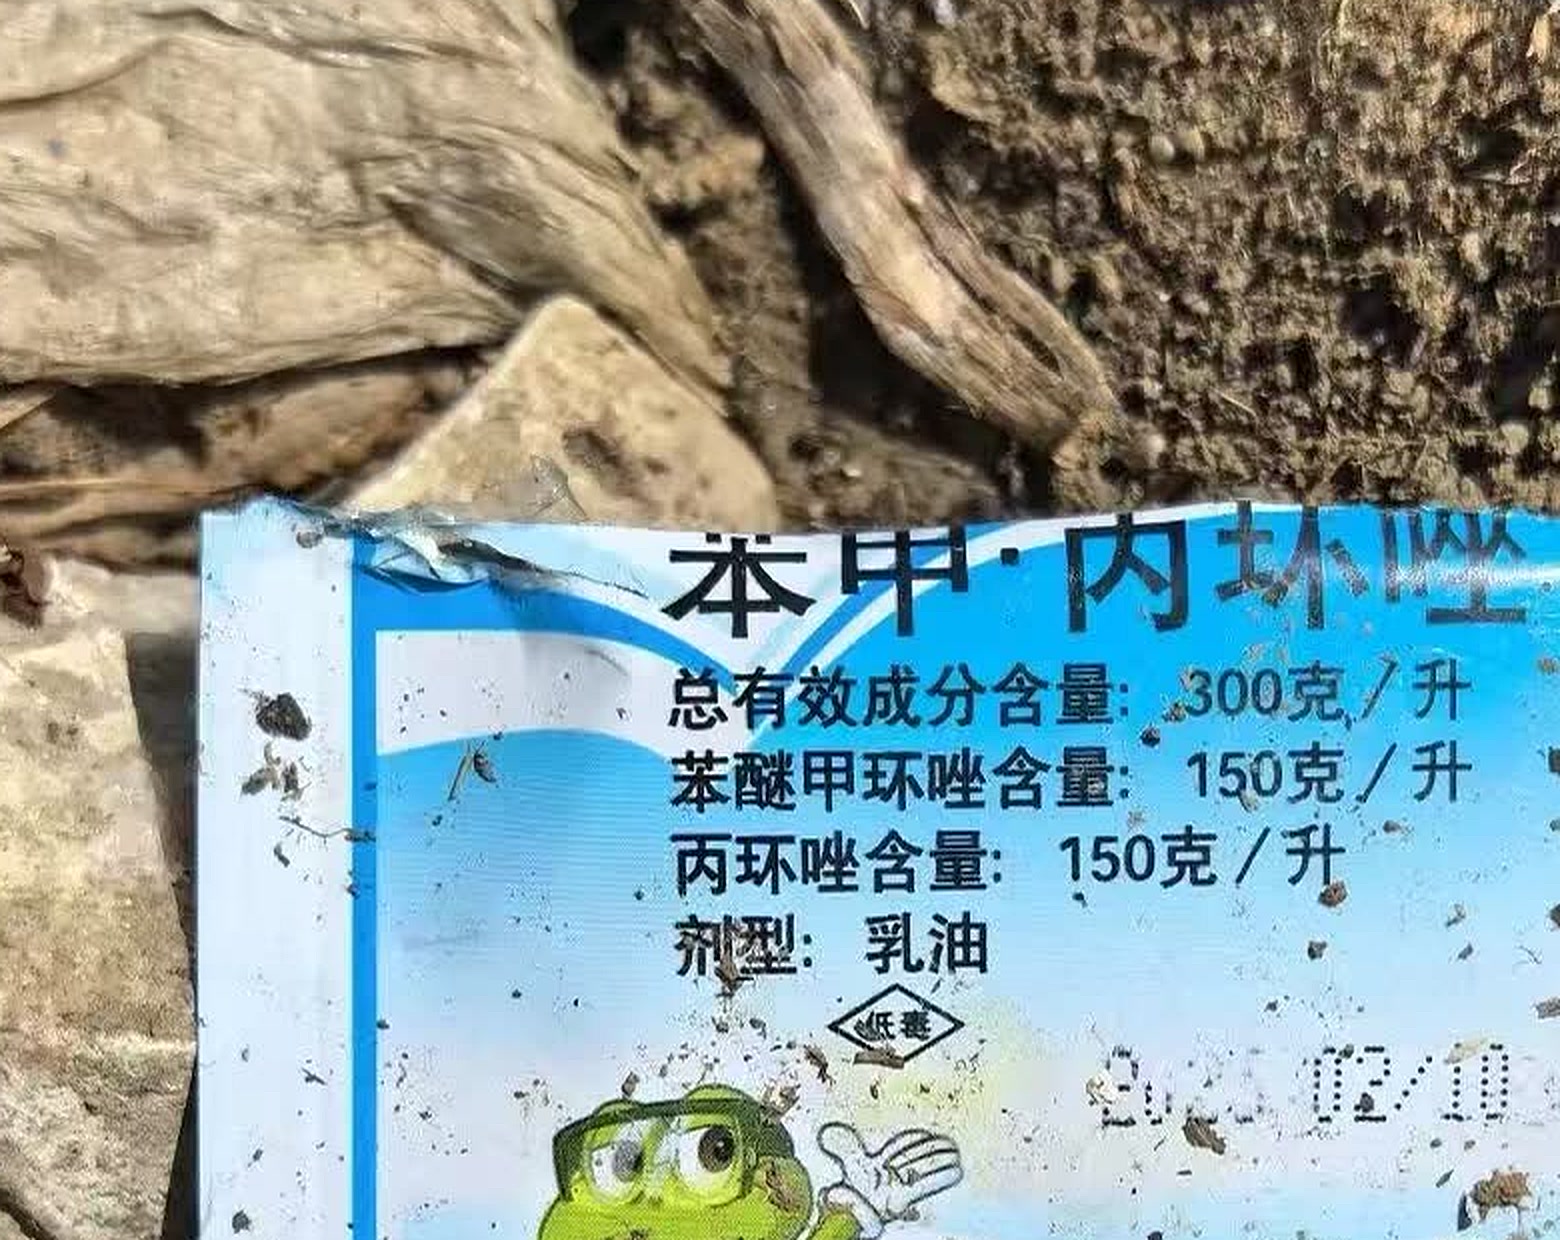 苯甲·丙环唑
总有效成分含量: 300克/升
苯醚甲环唑含量: 150克/升
丙环唑含量: 150克/升
剂型: 乳油
低毒
02/10